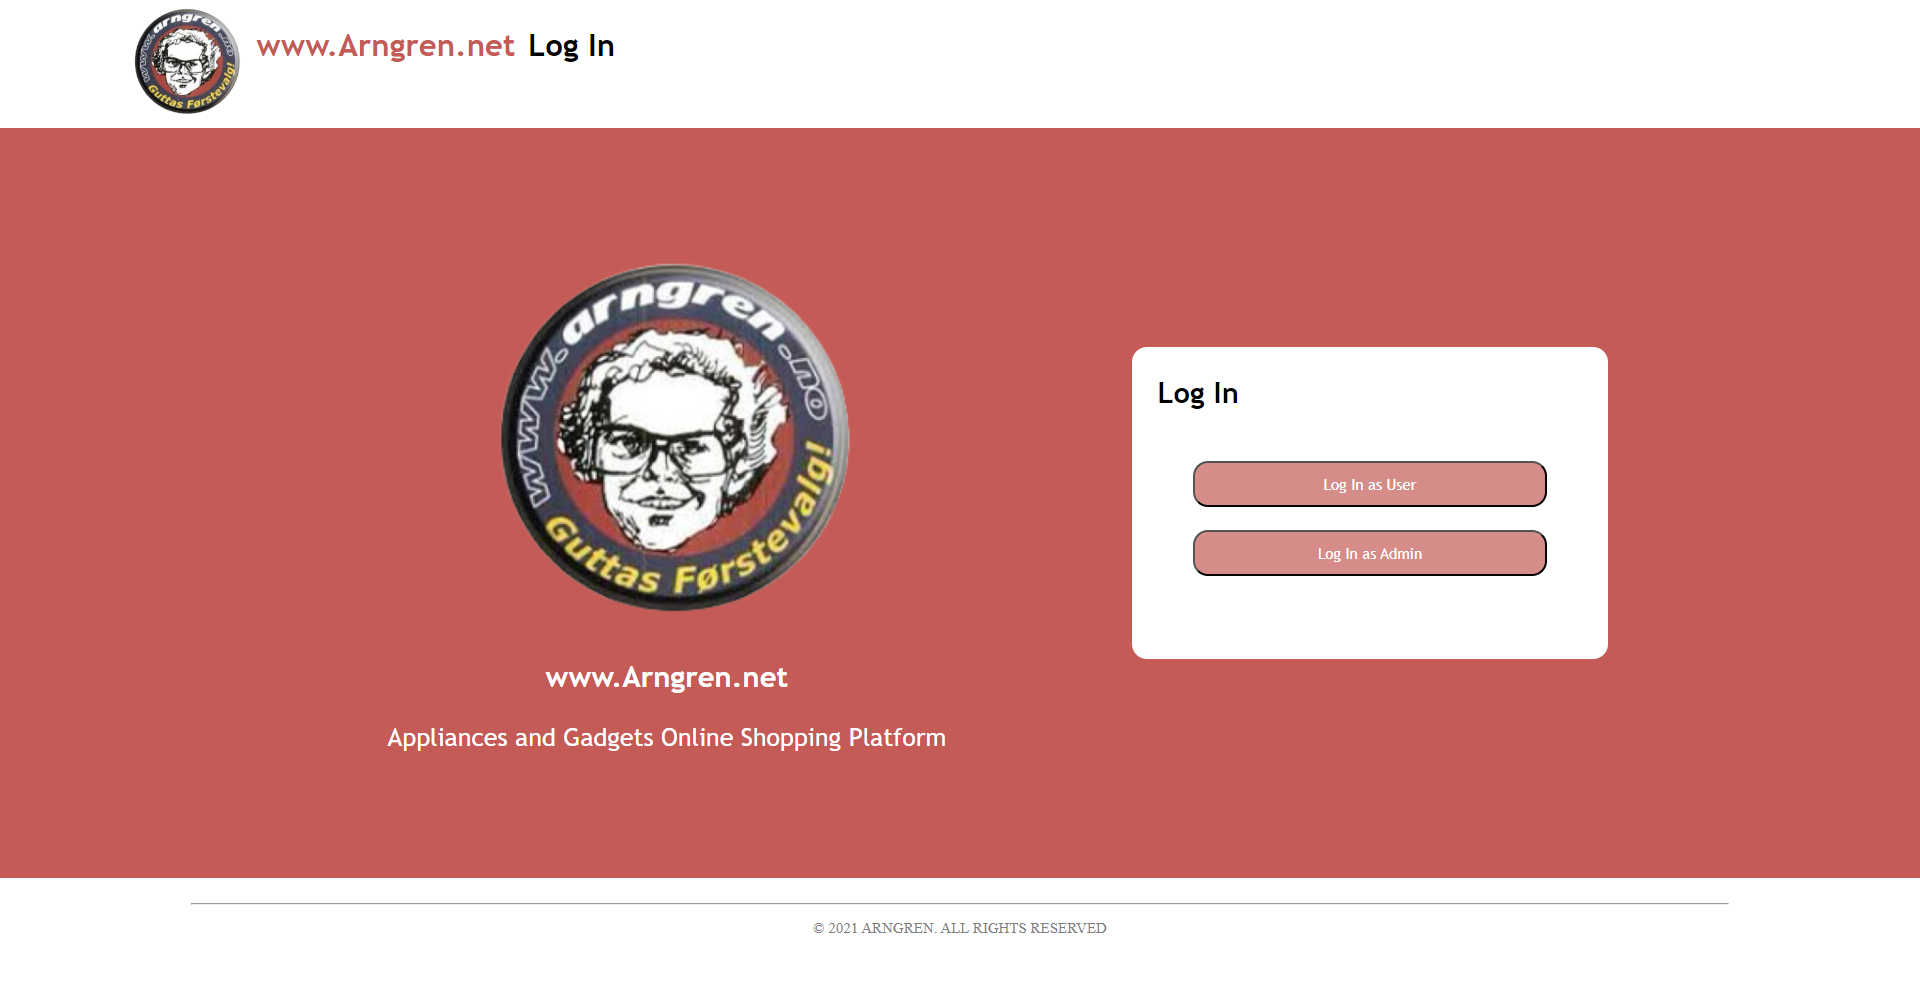 www.arngren.no
Guttas Førstevalg!
www.Arngren.net Log In
www.arngren.no
Guttas Førstevalg!
www.Arngren.net
Appliances and Gadgets Online Shopping Platform
Log In
Log In as User
Log In as Admin
© 2021 ARNGREN. ALL RIGHTS RESERVED